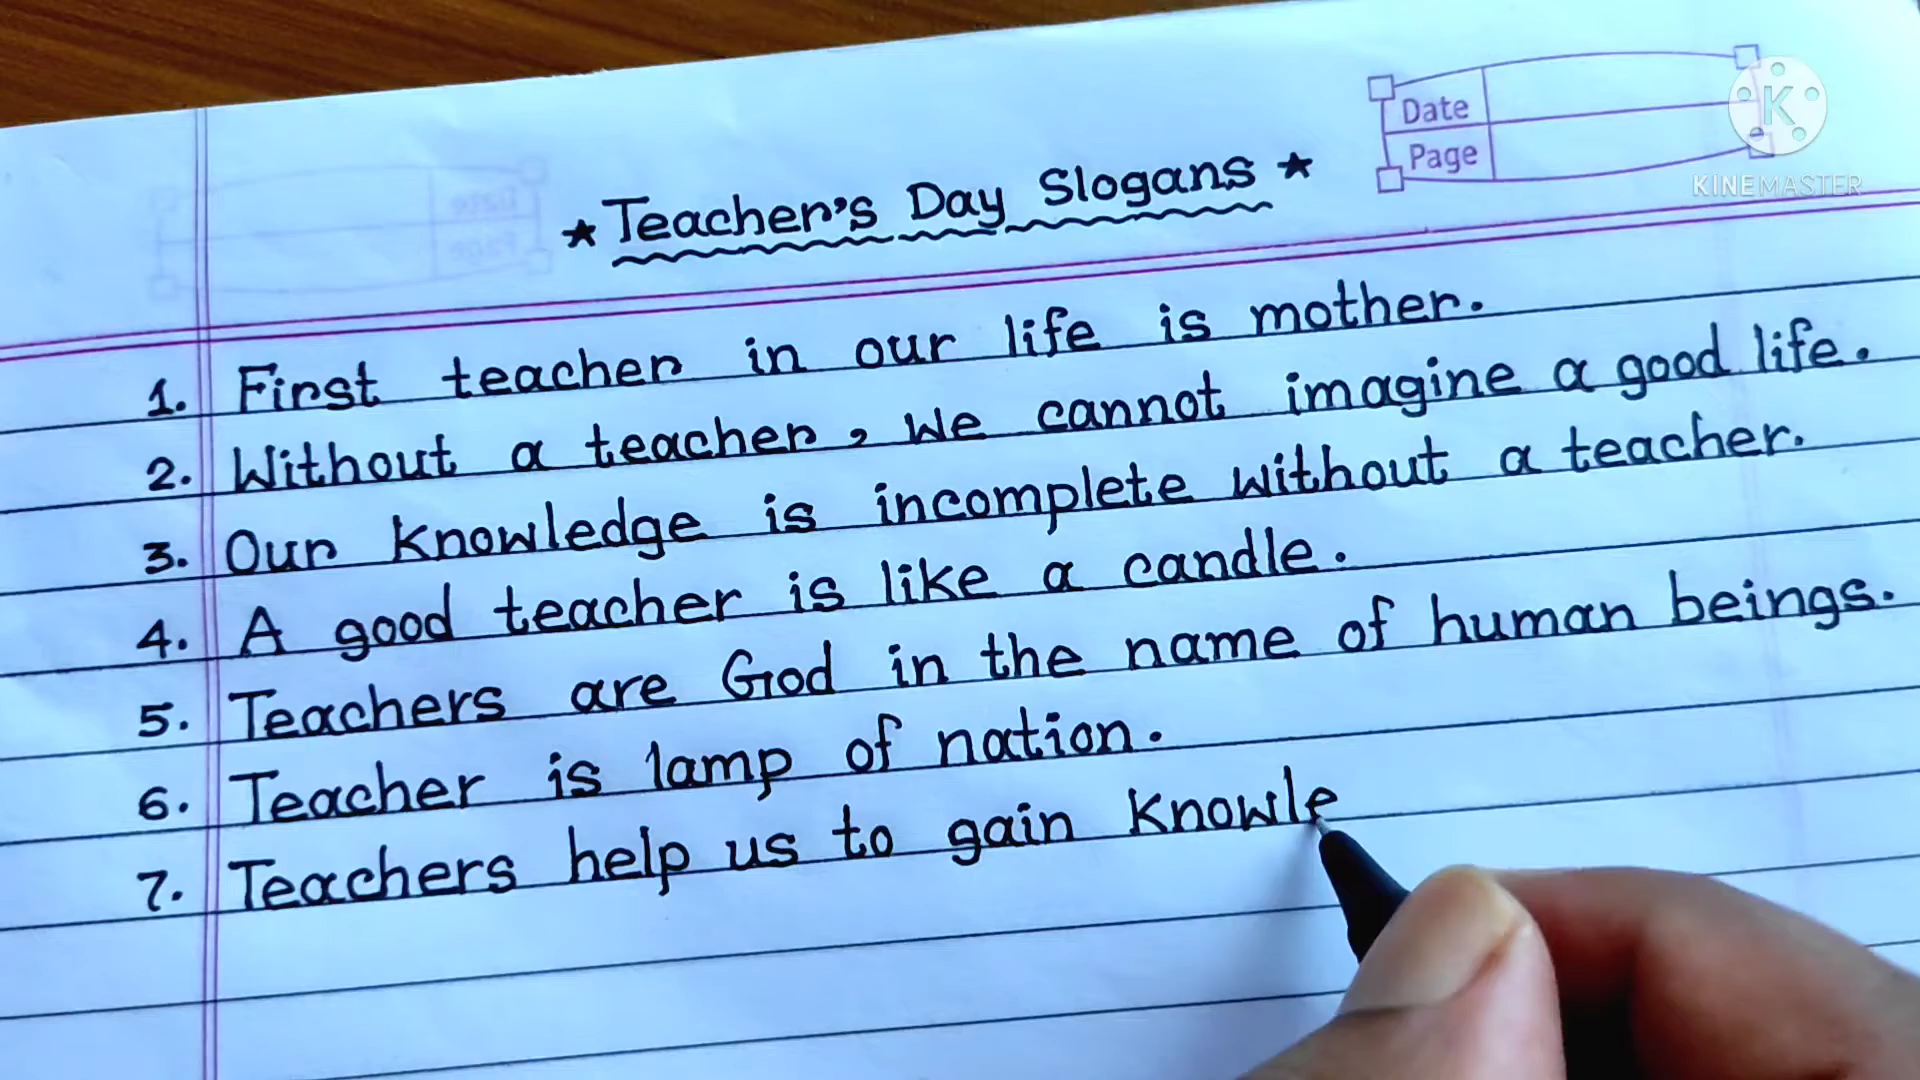 Date
Page
KINEMASTER
★ Teacher's Day Slogans ★
1. First teacher in our life is mother.
2. Without a teacher, we cannot imagine a good life.
3. Our knowledge is incomplete without a teacher.
4. A good teacher is like a candle.
5. Teachers are God in the name of human beings.
6. Teacher is lamp of nation.
7. Teachers help us to gain knowle